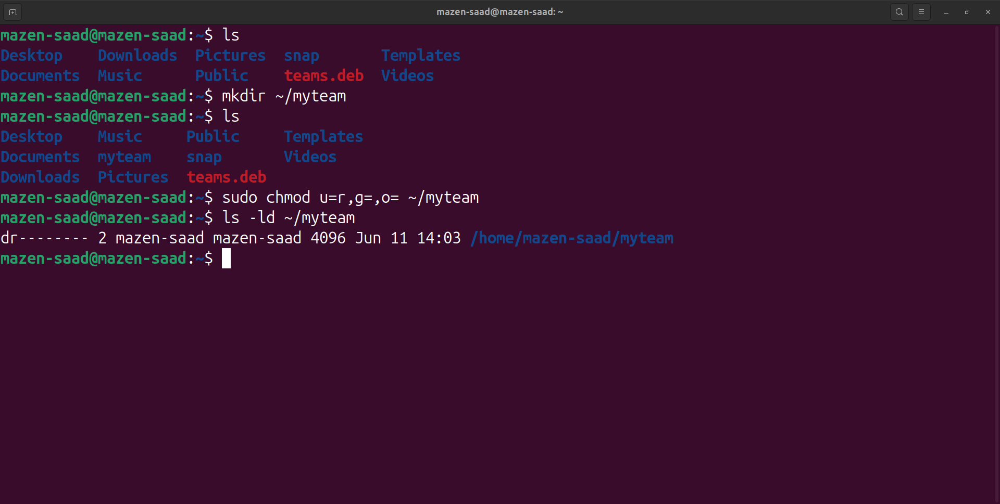 mazen-saad@mazen-saad: ~
mazen-saad@mazen-saad:~$ ls
Desktop    Downloads  Pictures  snap       Templates
Documents  Music      Public    teams.deb  Videos
mazen-saad@mazen-saad:~$ mkdir ~/myteam
mazen-saad@mazen-saad:~$ ls
Desktop    Music     Public     Templates
Documents  myteam    snap       Videos
Downloads  Pictures  teams.deb
mazen-saad@mazen-saad:~$ sudo chmod u=r,g=,o= ~/myteam
mazen-saad@mazen-saad:~$ ls -ld ~/myteam
dr-------- 2 mazen-saad mazen-saad 4096 Jun 11 14:03 /home/mazen-saad/myteam
mazen-saad@mazen-saad:~$